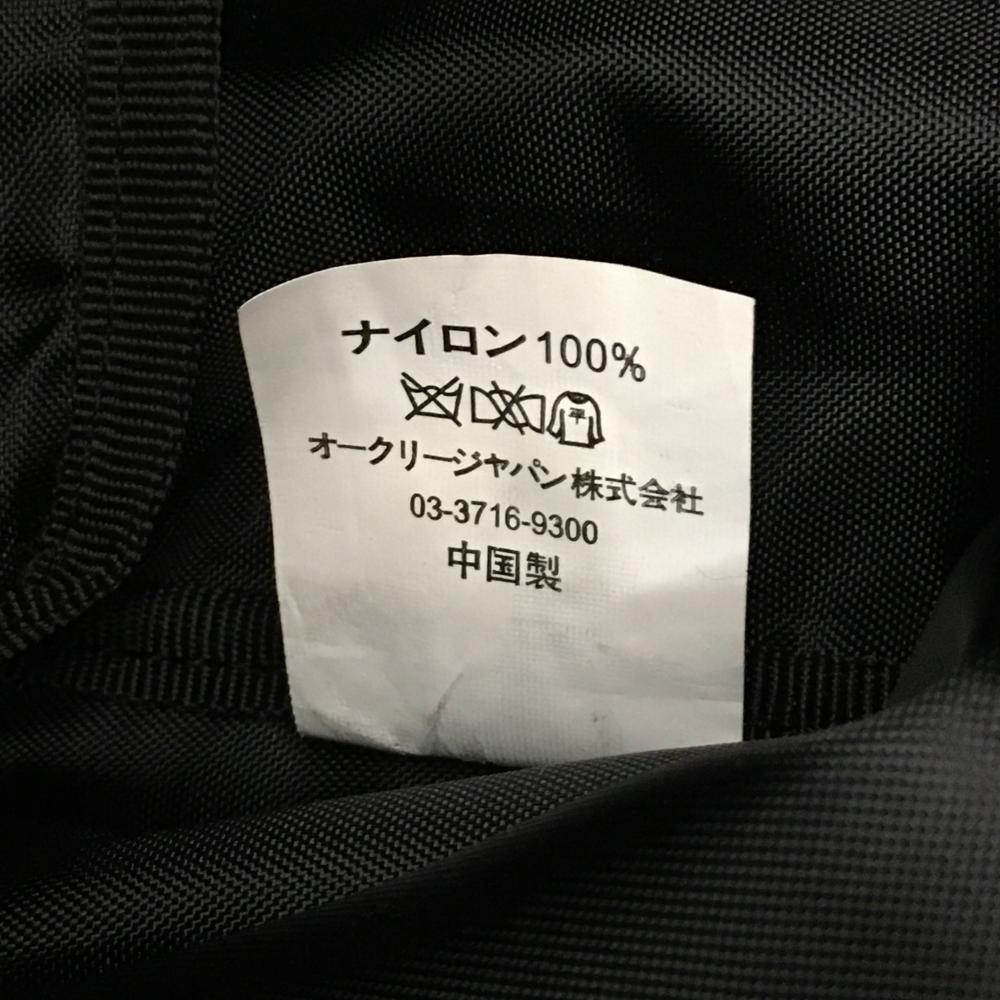 ナイロン100%
平
オークリージャパン株式会社
03-3716-9300
中国製